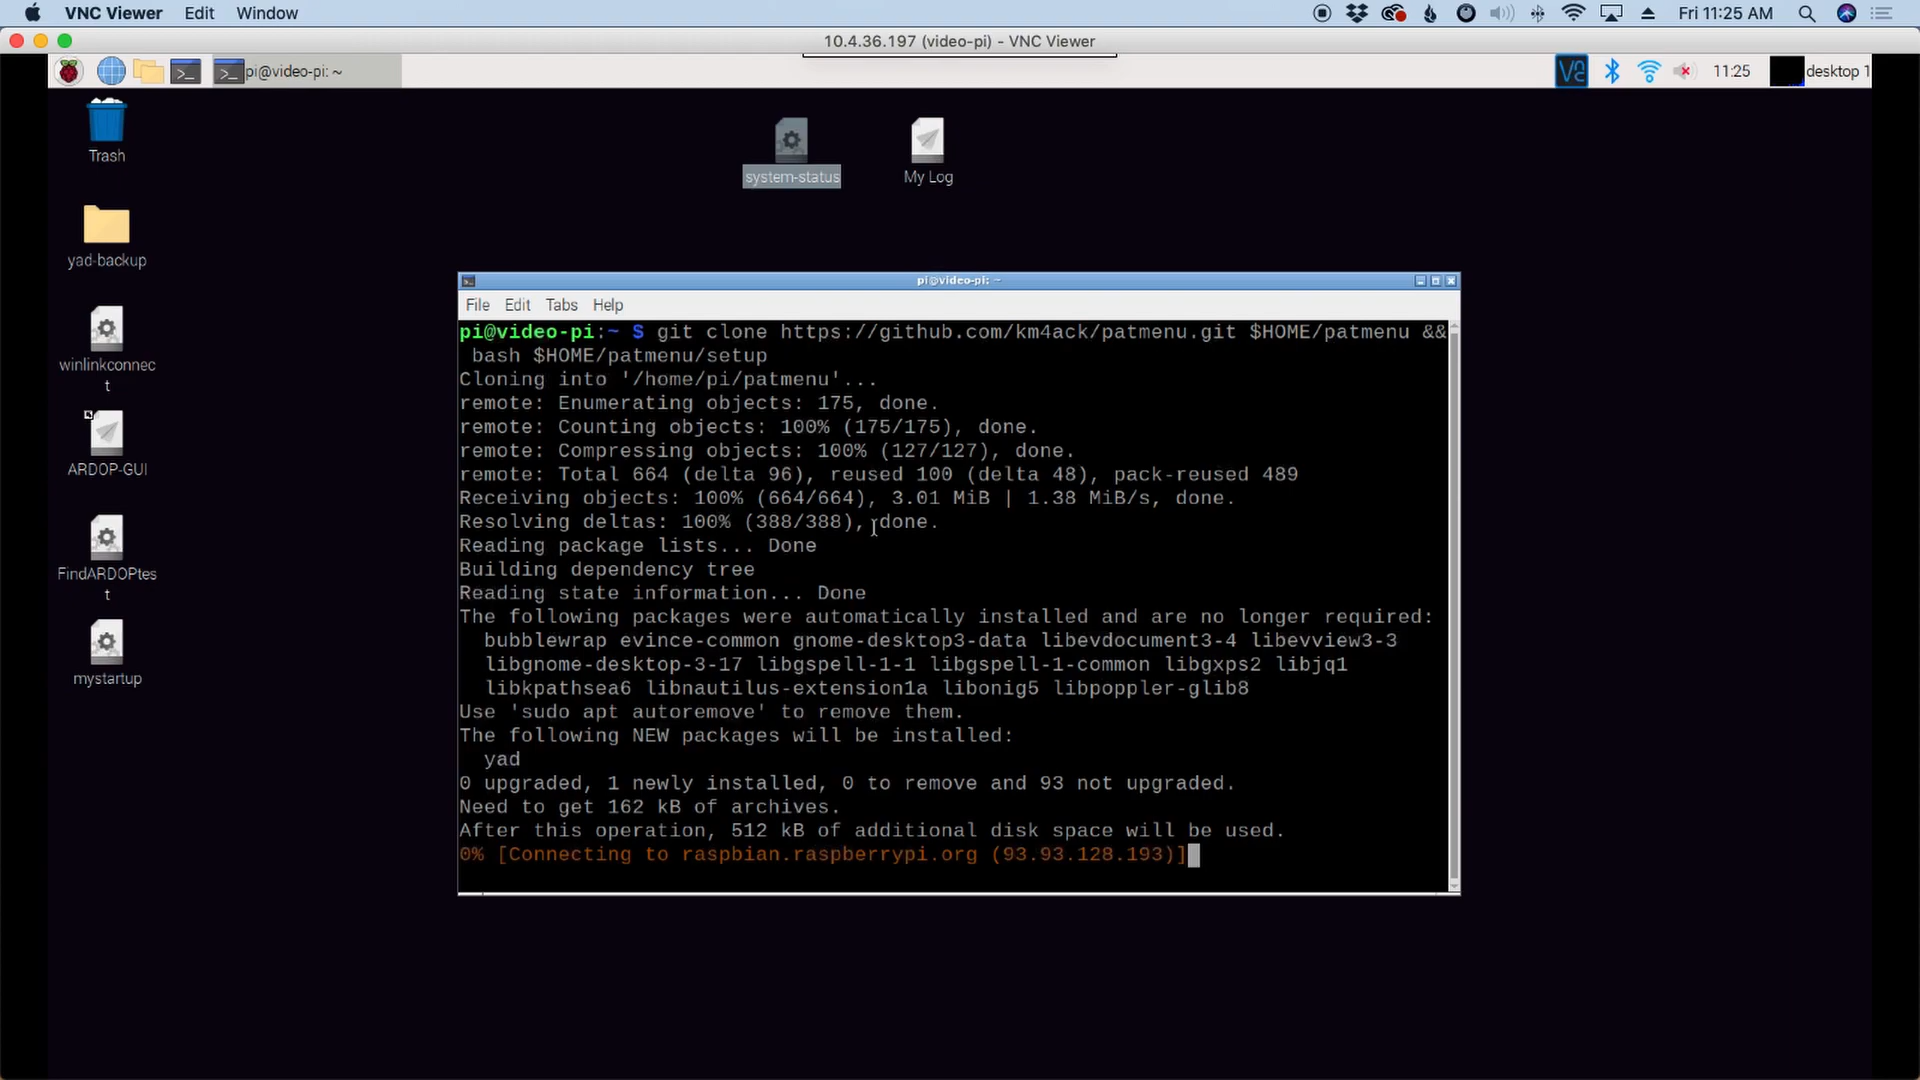 VNC Viewer Edit Window Fri 11:25 AM
10.4.36.197 (video-pi) - VNC Viewer
pi@video-pi: ~ 11:25 desktop 1
Trash
system-status
My Log
yad-backup
winlinkconnec
t
ARDOP-GUI
FindARDOPtes
t
mystartup
pi@video-pi: ~
File Edit Tabs Help
pi@video-pi:~ $ git clone https://github.com/km4ack/patmenu.git $HOME/patmenu &&
bash $HOME/patmenu/setup
Cloning into '/home/pi/patmenu'...
remote: Enumerating objects: 175, done.
remote: Counting objects: 100% (175/175), done.
remote: Compressing objects: 100% (127/127), done.
remote: Total 664 (delta 96), reused 100 (delta 48), pack-reused 489
Receiving objects: 100% (664/664), 3.01 MiB | 1.38 MiB/s, done.
Resolving deltas: 100% (388/388), done.
Reading package lists... Done
Building dependency tree
Reading state information... Done
The following packages were automatically installed and are no longer required:
bubblewrap evince-common gnome-desktop3-data libevdocument3-4 libevview3-3
libgnome-desktop-3-17 libgspell-1-1 libgspell-1-common libgxps2 libjq1
libkpathsea6 libnautilus-extension1a libonig5 libpoppler-glib8
Use 'sudo apt autoremove' to remove them.
The following NEW packages will be installed:
yad
0 upgraded, 1 newly installed, 0 to remove and 93 not upgraded.
Need to get 162 kB of archives.
After this operation, 512 kB of additional disk space will be used.
0% [Connecting to raspbian.raspberrypi.org (93.93.128.193)]